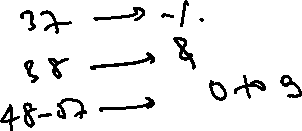 37 → %
38 → &
48-57 → 0 to 9